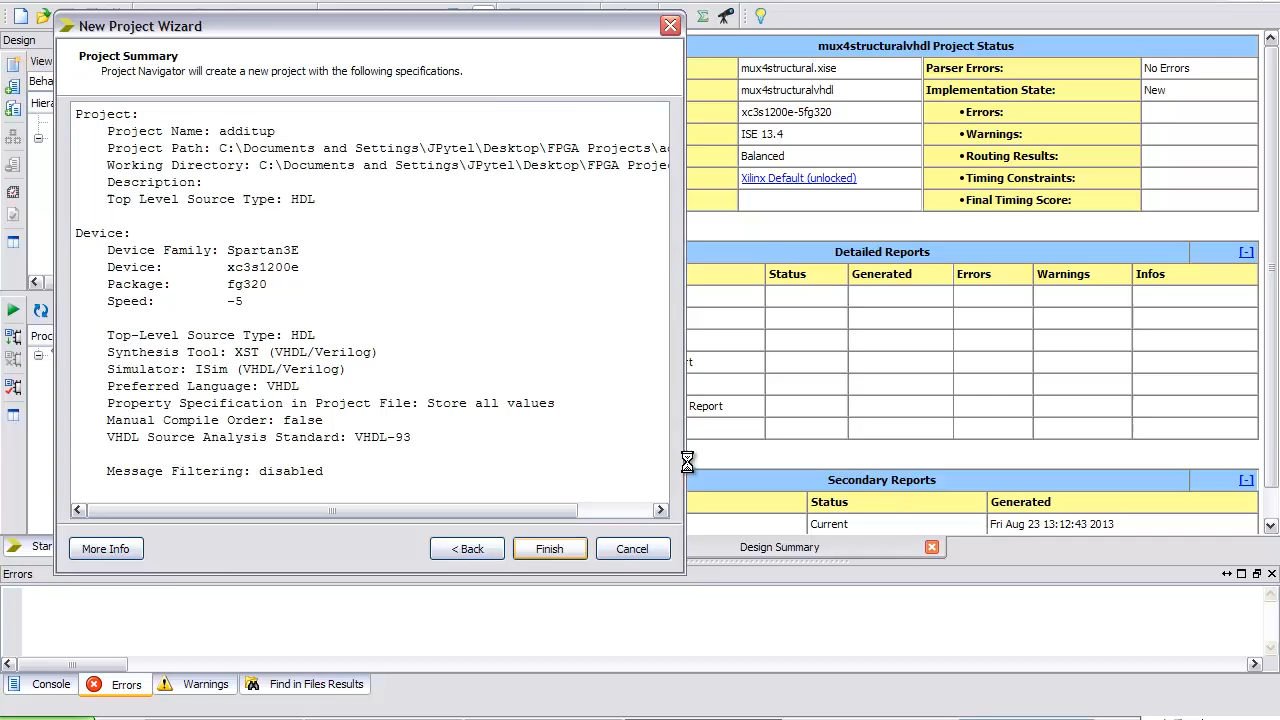 New Project Wizard
Project Summary
Project Navigator will create a new project with the following specifications.
Project:
Project Name: additup
Project Path: C:\Documents and Settings\JPytel\Desktop\FPGA Projects\a
Working Directory: C:\Documents and Settings\JPytel\Desktop\FPGA Proje
Description:
Top Level Source Type: HDL
Device:
Device Family: Spartan3E
Device: xc3s1200e
Package: fg320
Speed: -5
Top-Level Source Type: HDL
Synthesis Tool: XST (VHDL/Verilog)
Simulator: ISim (VHDL/Verilog)
Preferred Language: VHDL
Property Specification in Project File: Store all values
Manual Compile Order: false
VHDL Source Analysis Standard: VHDL-93
Message Filtering: disabled
More Info
< Back
Finish
Cancel
Design
View
Beha
Hiera
Proc
Star
mux4structuralvhdl Project Status
mux4structural.xise Parser Errors: No Errors
mux4structuralvhdl Implementation State: New
xc3s1200e-5fg320 •Errors:
ISE 13.4 •Warnings:
Balanced •Routing Results:
Xilinx Default (unlocked) •Timing Constraints:
•Final Timing Score:
Detailed Reports [-]
Status Generated Errors Warnings Infos
rt
Report
Secondary Reports [-]
Status Generated
Current Fri Aug 23 13:12:43 2013
Design Summary
Errors
Console
Errors
Warnings
Find in Files Results